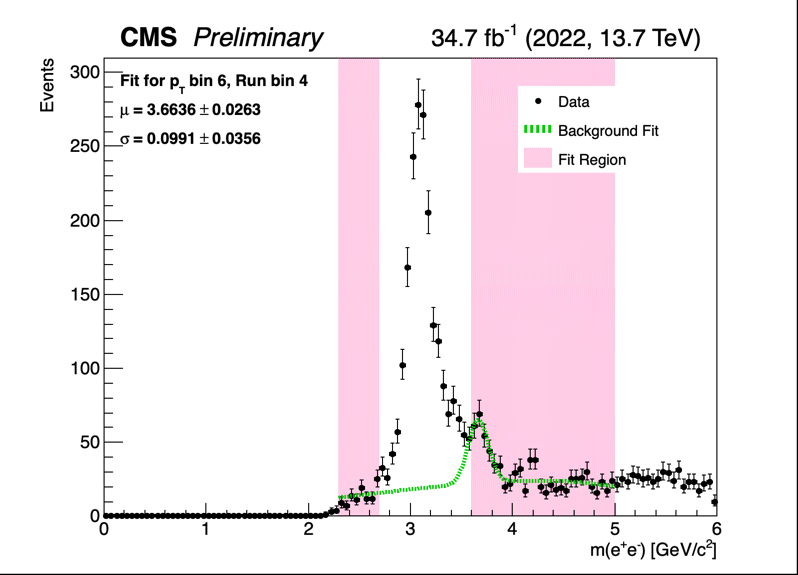 CMS Preliminary 34.7 fb⁻¹ (2022, 13.7 TeV)
Events
Fit for p_T bin 6, Run bin 4
μ = 3.6636 ± 0.0263
σ = 0.0991 ± 0.0356
Data
Background Fit
Fit Region
300
250
200
150
100
50
0
0 1 2 3 4 5 6
m(e⁺e⁻) [GeV/c²]